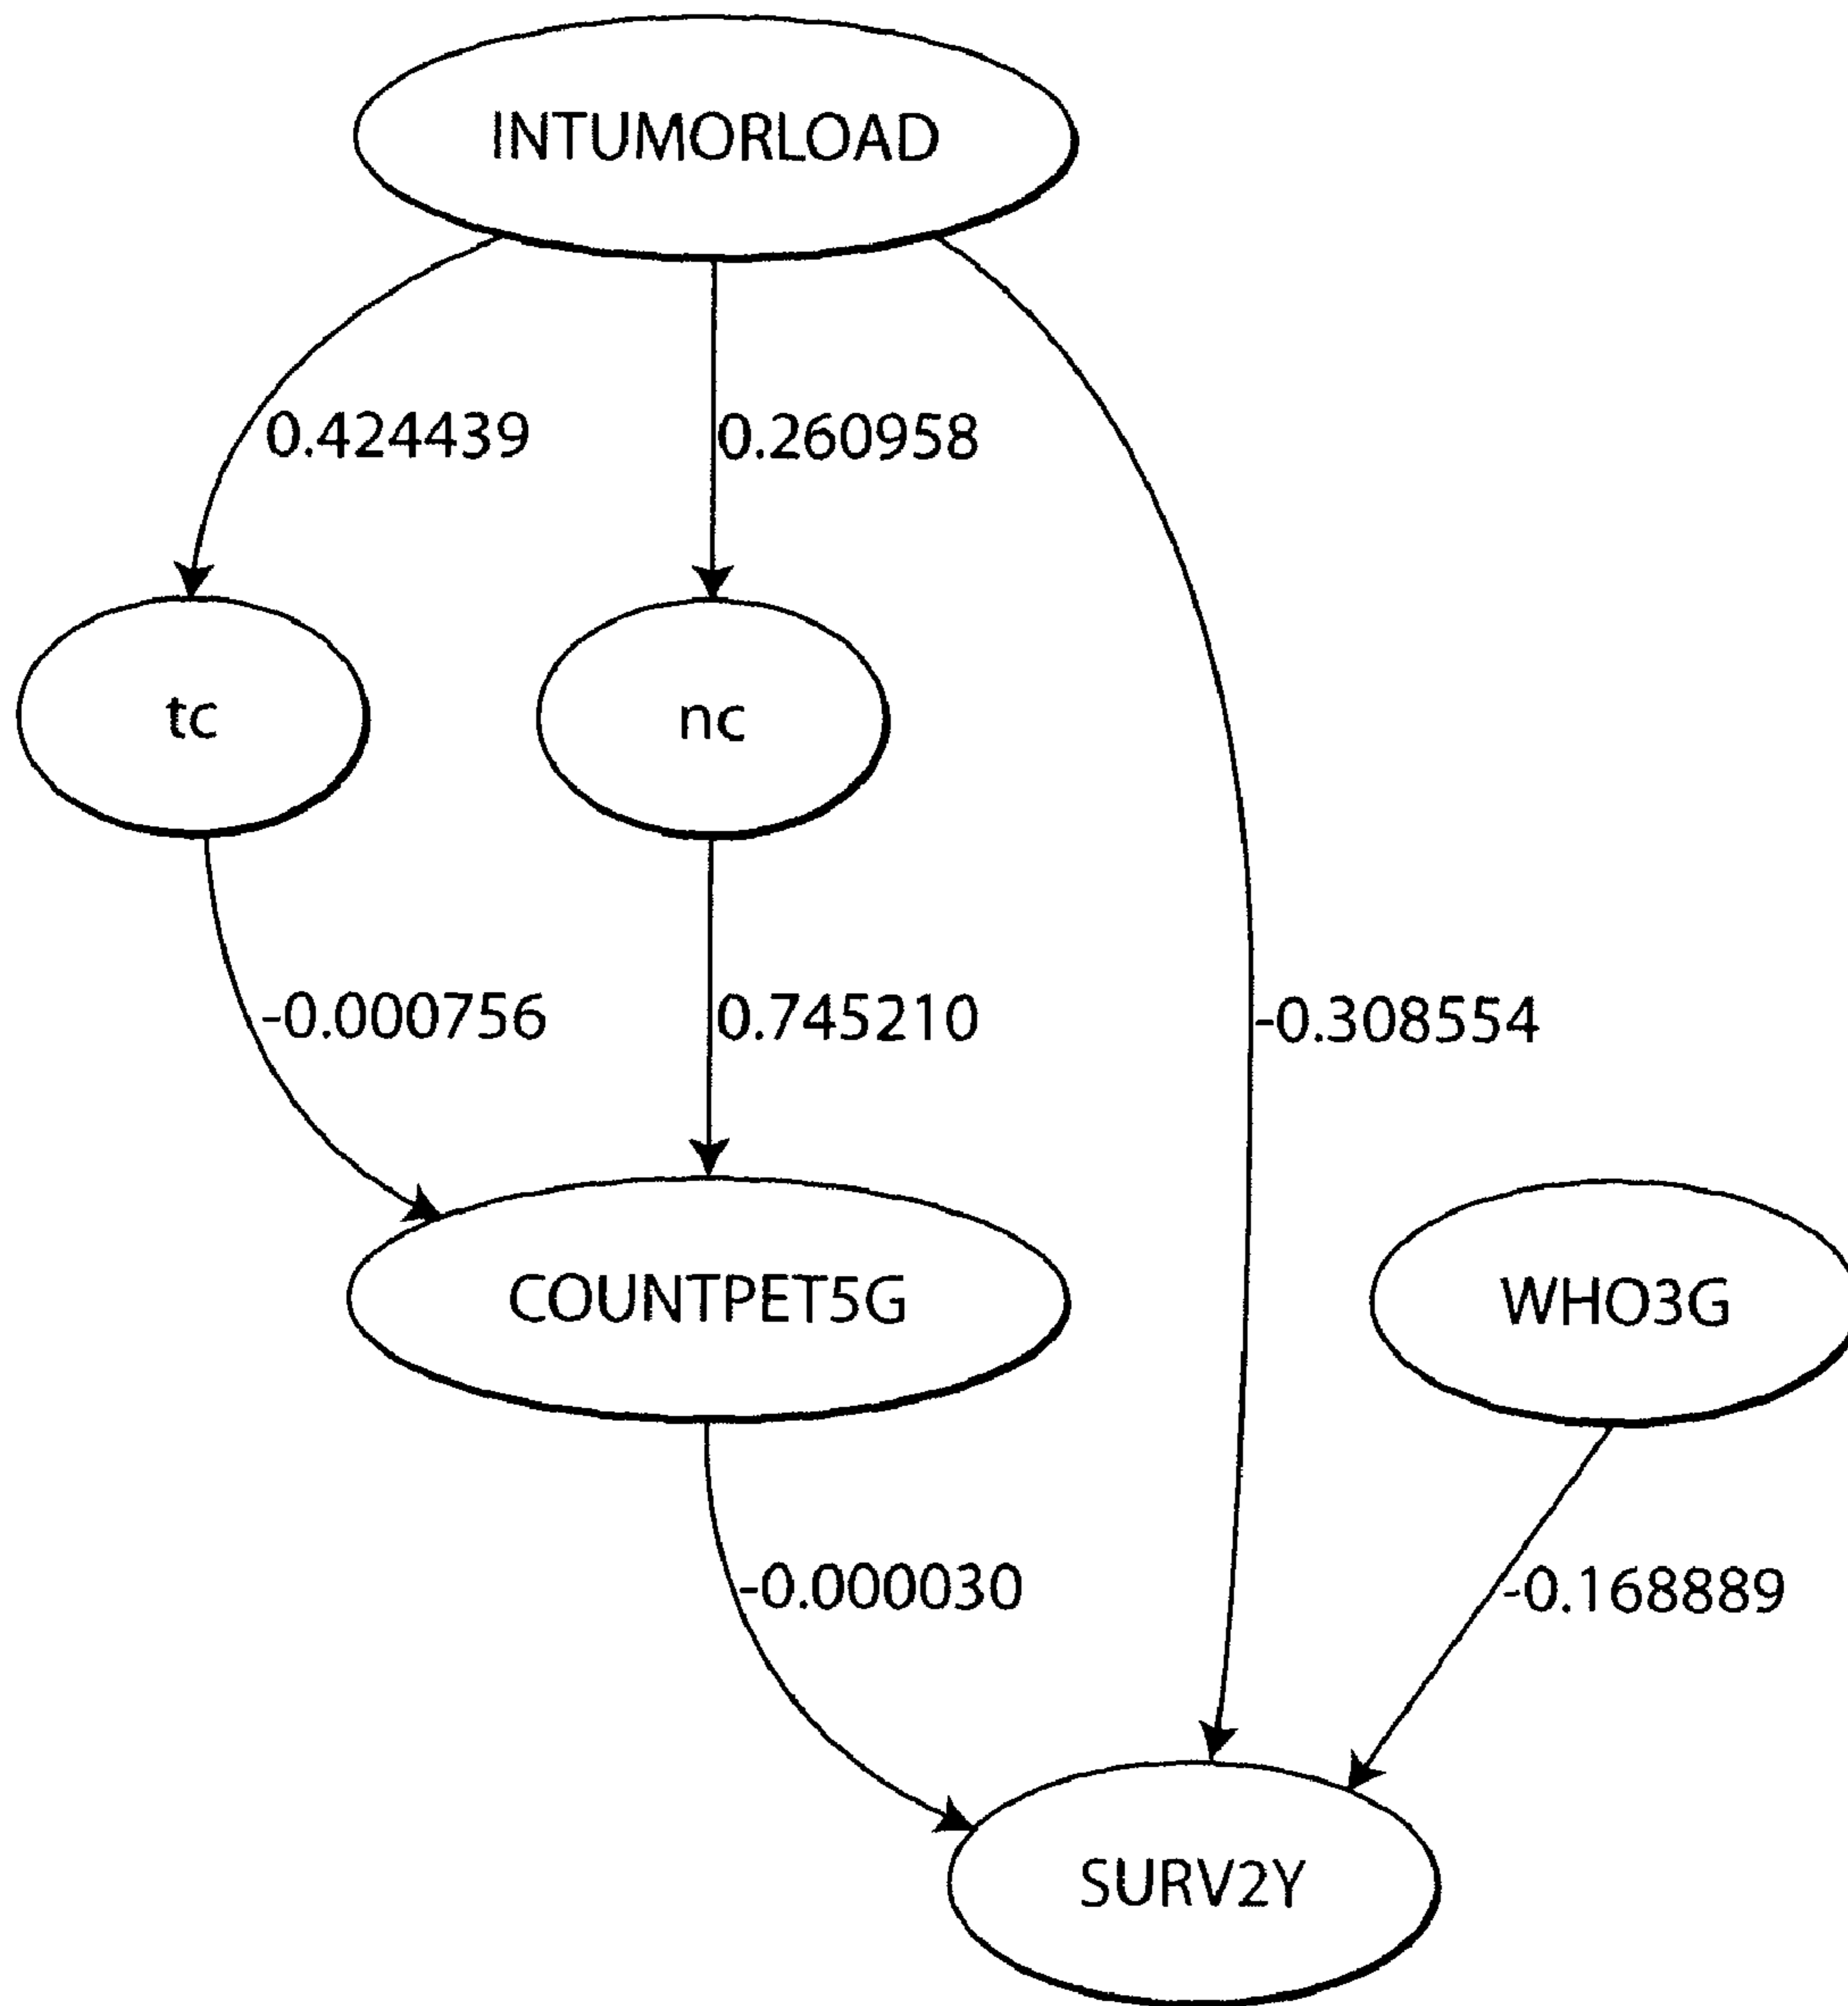 INTUMORLOAD
0.424439
0.260958
tc
nc
-0.000756
0.745210
-0.308554
COUNTPET5G
WHO3G
-0.000030
-0.168889
SURV2Y